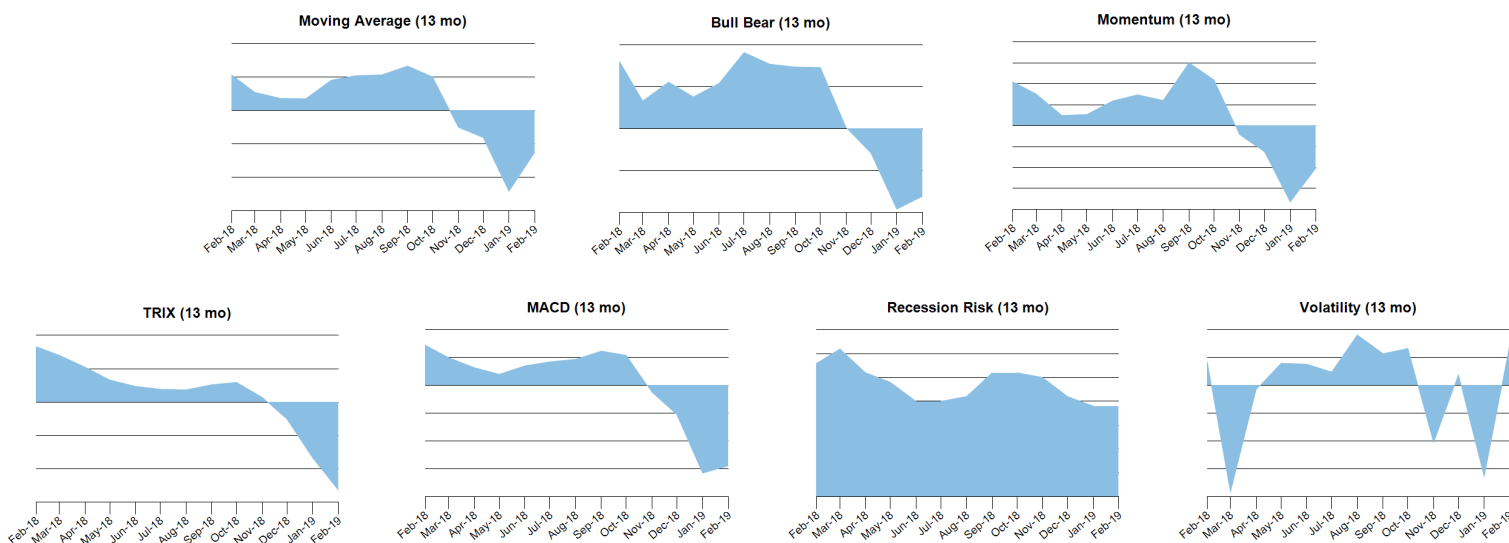 Moving Average (13 mo)
Bull Bear (13 mo)
Momentum (13 mo)
Feb-18 Mar-18 Apr-18 May-18 Jun-18 Jul-18 Aug-18 Sep-18 Oct-18 Nov-18 Dec-18 Jan-19 Feb-19
Feb-18 Mar-18 Apr-18 May-18 Jun-18 Jul-18 Aug-18 Sep-18 Oct-18 Nov-18 Dec-18 Jan-19 Feb-19
Feb-18 Mar-18 Apr-18 May-18 Jun-18 Jul-18 Aug-18 Sep-18 Oct-18 Nov-18 Dec-18 Jan-19 Feb-19
TRIX (13 mo)
MACD (13 mo)
Recession Risk (13 mo)
Volatility (13 mo)
Feb-18 Mar-18 Apr-18 May-18 Jun-18 Jul-18 Aug-18 Sep-18 Oct-18 Nov-18 Dec-18 Jan-19 Feb-19
Feb-18 Mar-18 Apr-18 May-18 Jun-18 Jul-18 Aug-18 Sep-18 Oct-18 Nov-18 Dec-18 Jan-19 Feb-19
Feb-18 Mar-18 Apr-18 May-18 Jun-18 Jul-18 Aug-18 Sep-18 Oct-18 Nov-18 Dec-18 Jan-19 Feb-19
Feb-18 Mar-18 Apr-18 May-18 Jun-18 Jul-18 Aug-18 Sep-18 Oct-18 Nov-18 Dec-18 Jan-19 Feb-19